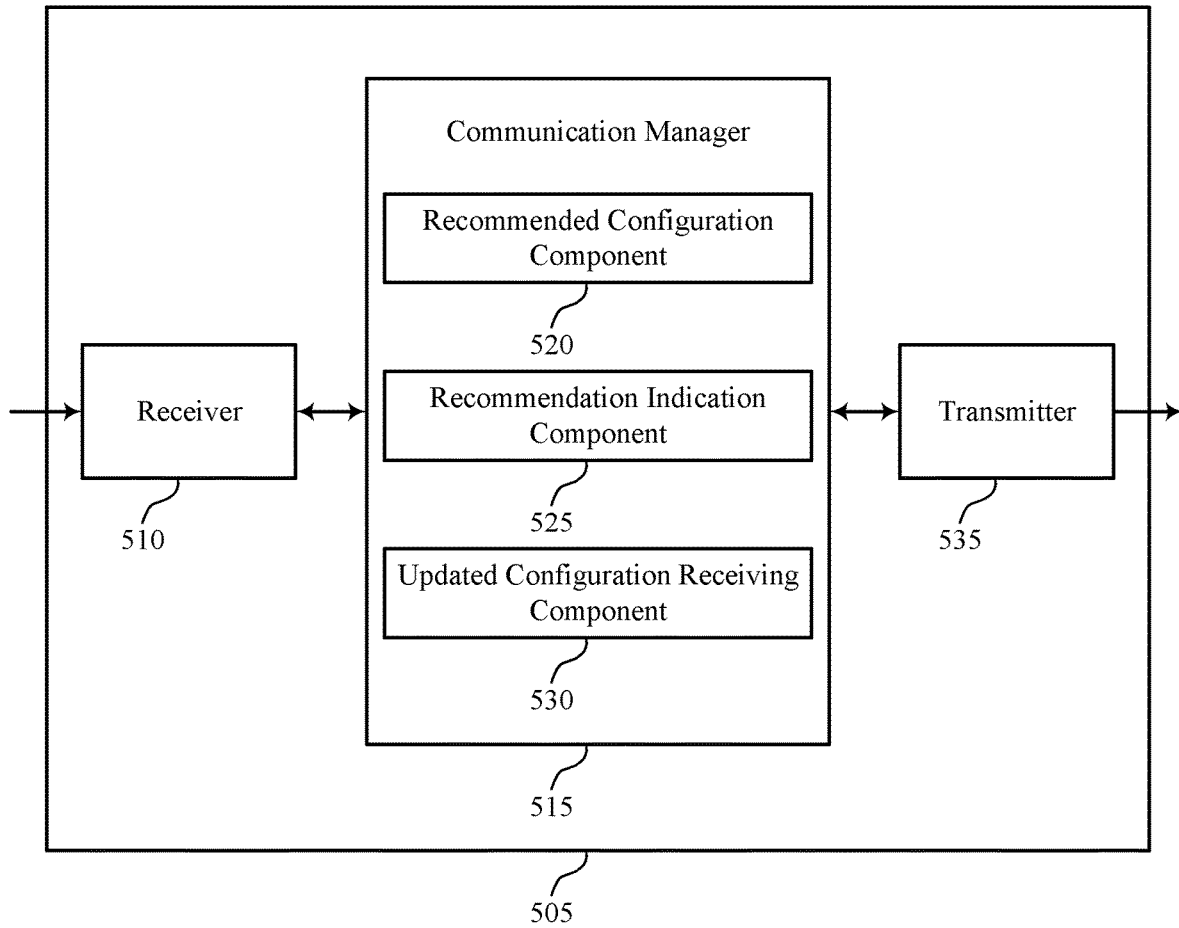 Communication Manager
Recommended Configuration
Component
520
Receiver
510
Recommendation Indication
Component
525
Transmitter
535
Updated Configuration Receiving
Component
530
515
505